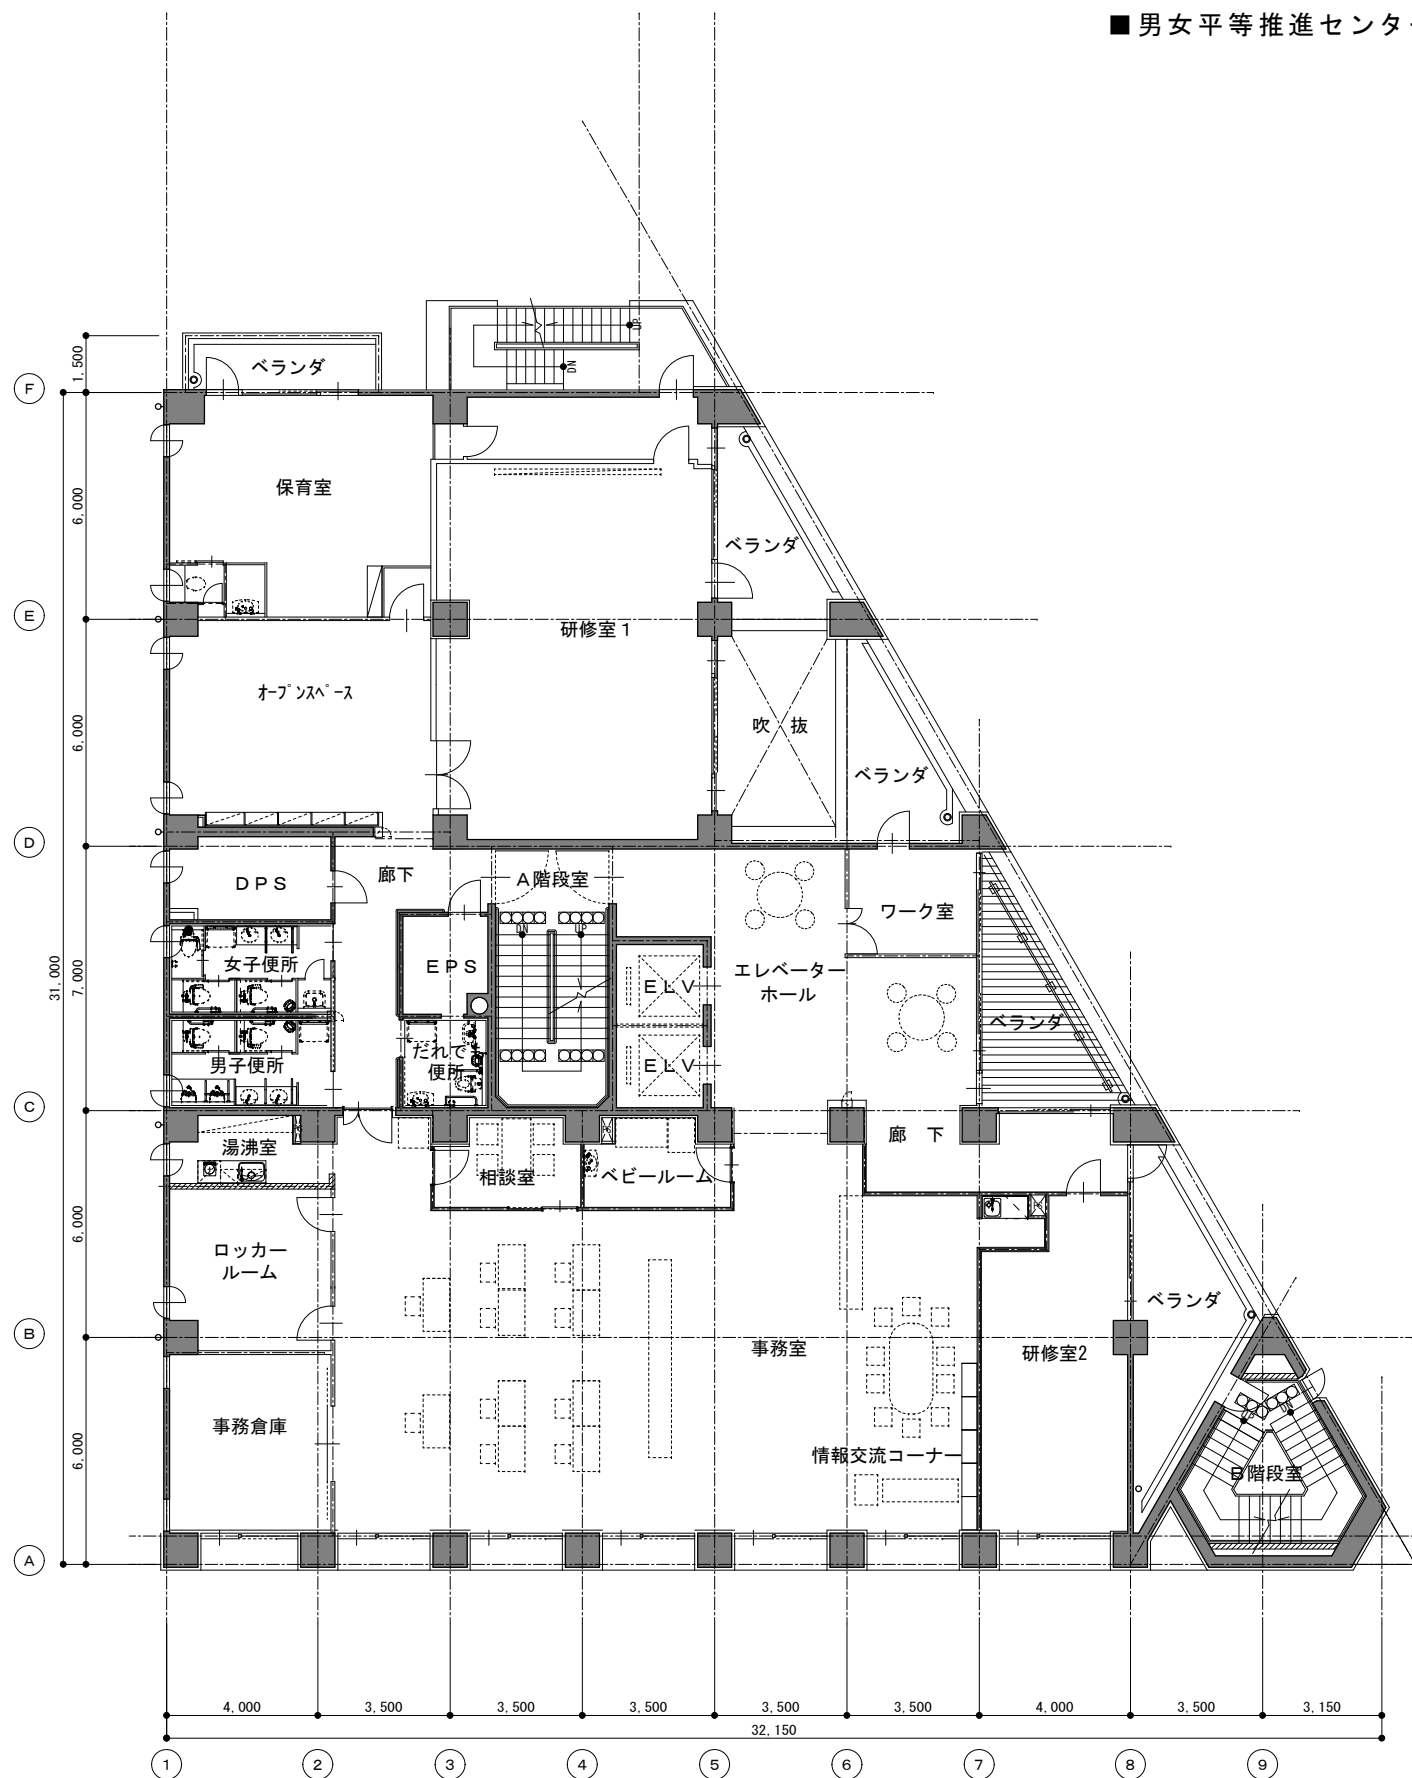 ■男女平等推進センター
UP
DN
ベランダ
1,500
F
保育室
6,000
ベランダ
E
研修室1
ｵｰﾌﾟﾝｽﾍﾟｰｽ
6,000
吹 抜
ベランダ
D
DPS
廊下
A階段室
ワーク室
DN
UP
女子便所
EPS
ELV
エレベーター
ホール
31,000
7,000
ベランダ
男子便所
だれでも
便所
ELV
C
湯沸室
相談室
ベビールーム
廊 下
6,000
ロッカー
ルーム
ベランダ
B
事務室
研修室2
事務倉庫
6,000
情報交流コーナー
B階段室
A
4,000
3,500
3,500
3,500
3,500
3,500
4,000
3,500
3,150
32,150
1
2
3
4
5
6
7
8
9